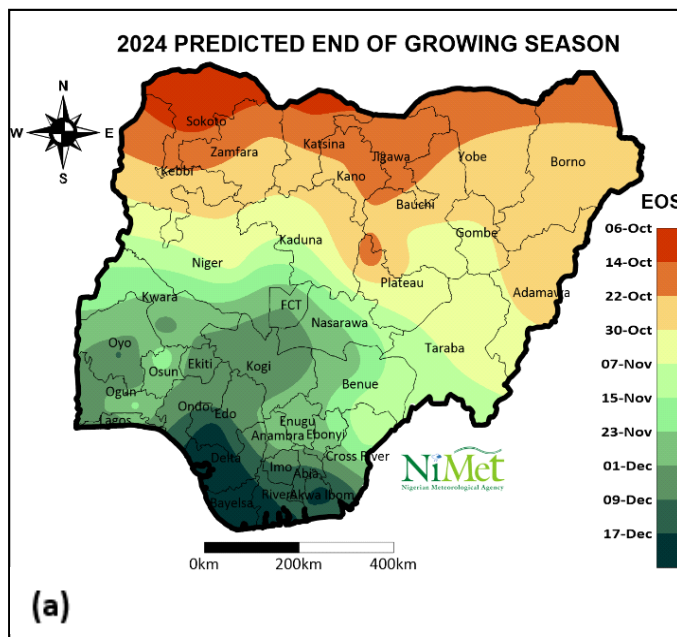 2024 PREDICTED END OF GROWING SEASON
N
W E
S
Sokoto
Zamfara
Katsina
Jigawa
Yobe
Borno
Kebbi
Kano
Bauchi
Kaduna
Gombe
Niger
Plateau
Adamawa
Kwara
FCT
Nasarawa
Oyo
Taraba
Osun
Ekiti
Kogi
Benue
Ogun
Ondo
Edo
Enugu
Lagos
Anambra
Ebonyi
Delta
Imo
Abia
Cross River
Bayelsa
Rivers
Akwa Ibom
NiMet
Nigerian Meteorological Agency
0km 200km 400km
EOS
06-Oct
14-Oct
22-Oct
30-Oct
07-Nov
15-Nov
23-Nov
01-Dec
09-Dec
17-Dec
(a)